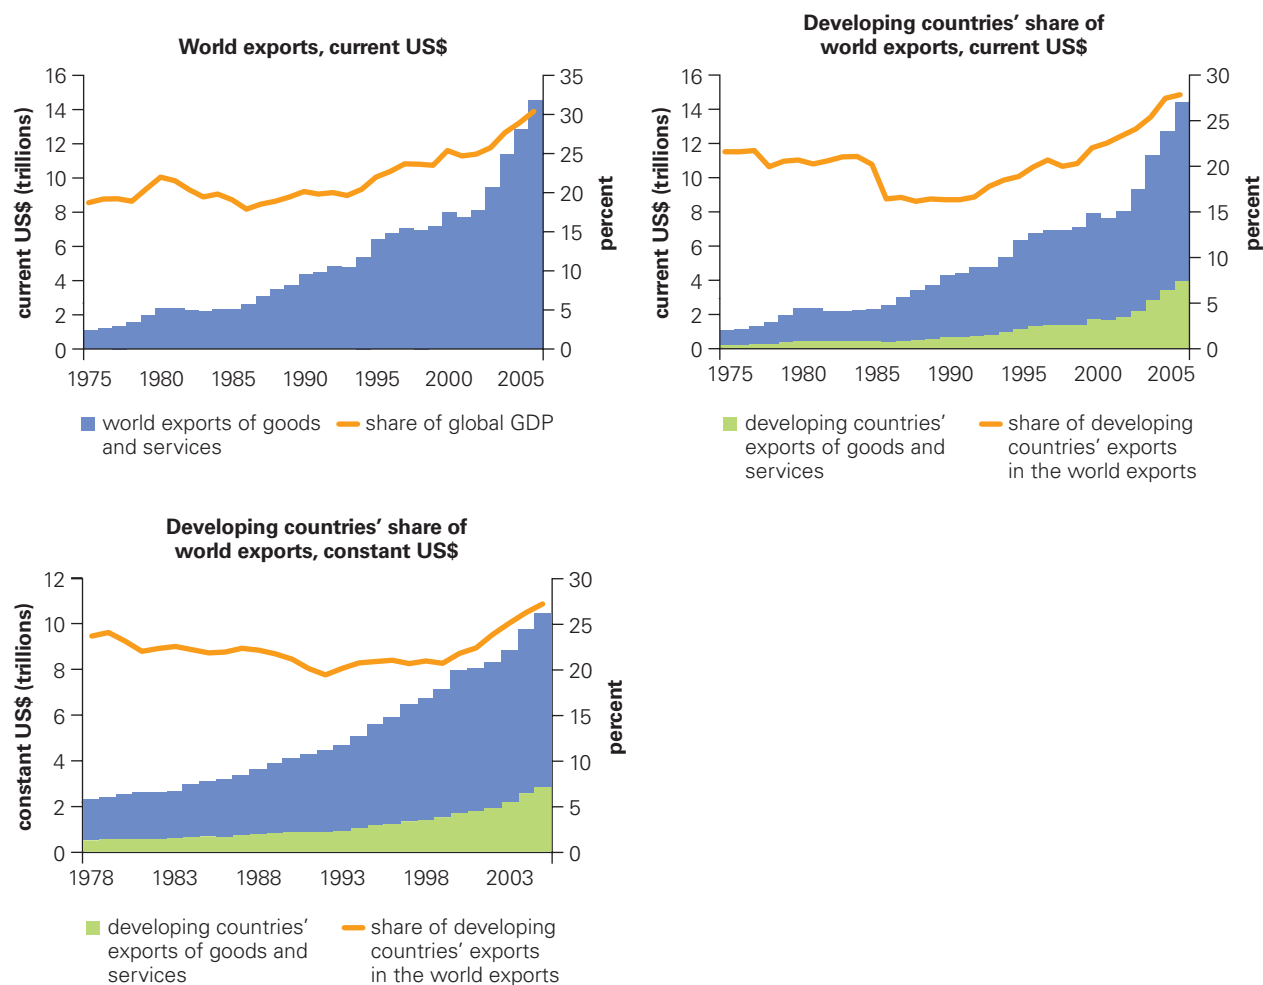 World exports, current US$
16
14
12
10
8
6
4
2
0
current US$ (trillions)
35
30
25
20
15
10
5
0
percent
1975 1980 1985 1990 1995 2000 2005
world exports of goods
and services
share of global GDP
Developing countries’ share of
world exports, current US$
16
14
12
10
8
6
4
2
0
current US$ (trillions)
30
25
20
15
10
5
0
percent
1975 1980 1985 1990 1995 2000 2005
developing countries’
exports of goods and
services
share of developing
countries’ exports
in the world exports
Developing countries’ share of
world exports, constant US$
12
10
8
6
4
2
0
constant US$ (trillions)
30
25
20
15
10
5
0
percent
1978 1983 1988 1993 1998 2003
developing countries’
exports of goods and
services
share of developing
countries’ exports
in the world exports